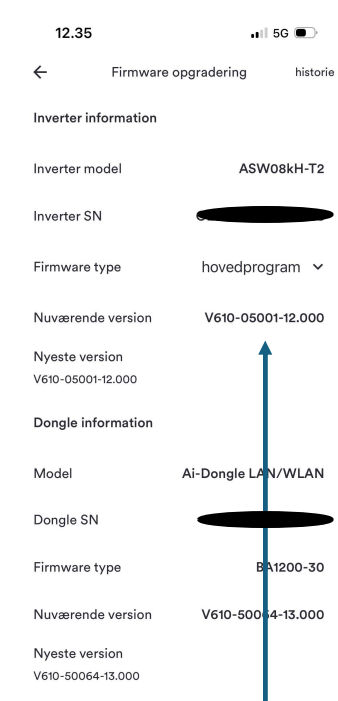 12.35 5G
Firmware opgradering historie
Inverter information
Inverter model ASW08kH-T2
Inverter SN
Firmware type hovedprogram
Nuværende version V610-05001-12.000
Nyeste version
V610-05001-12.000
Dongle information
Model Ai-Dongle LAN/WLAN
Dongle SN
Firmware type BA1200-30
Nuværende version V610-50064-13.000
Nyeste version
V610-50064-13.000